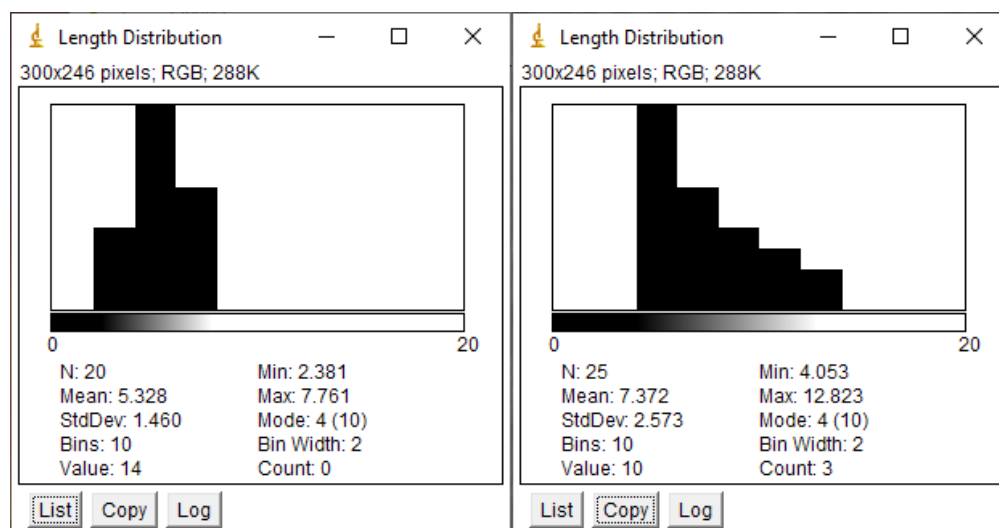 Length Distribution
300x246 pixels; RGB; 288K
0 20
N: 20 Min: 2.381
Mean: 5.328 Max: 7.761
StdDev: 1.460 Mode: 4 (10)
Bins: 10 Bin Width: 2
Value: 14 Count: 0
List Copy Log
Length Distribution
300x246 pixels; RGB; 288K
0 20
N: 25 Min: 4.053
Mean: 7.372 Max: 12.823
StdDev: 2.573 Mode: 4 (10)
Bins: 10 Bin Width: 2
Value: 10 Count: 3
List Copy Log